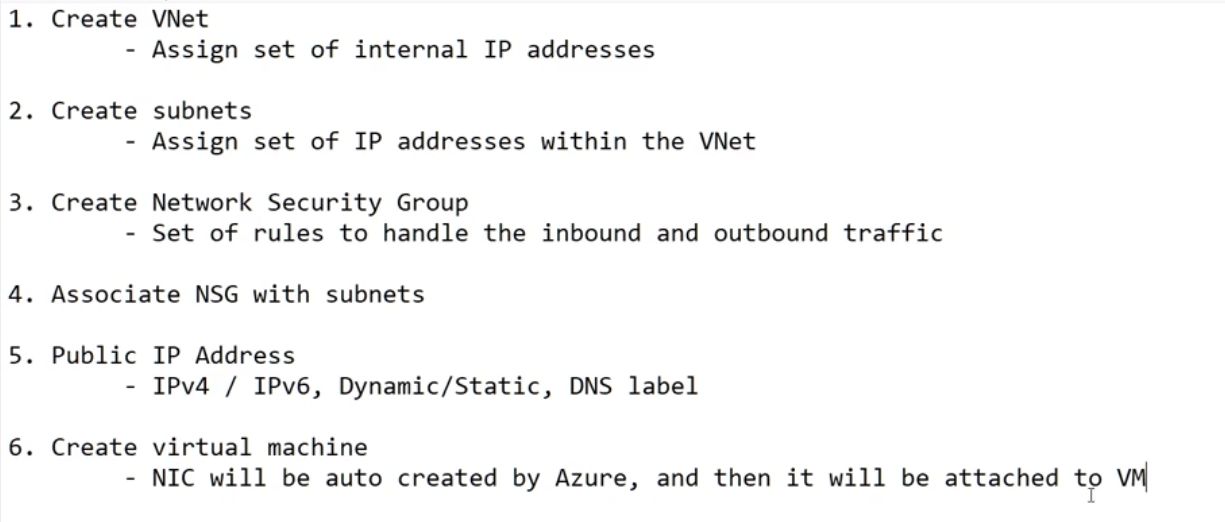 1. Create VNet
- Assign set of internal IP addresses
2. Create subnets
- Assign set of IP addresses within the VNet
3. Create Network Security Group
- Set of rules to handle the inbound and outbound traffic
4. Associate NSG with subnets
5. Public IP Address
- IPv4 / IPv6, Dynamic/Static, DNS label
6. Create virtual machine
- NIC will be auto created by Azure, and then it will be attached to VM